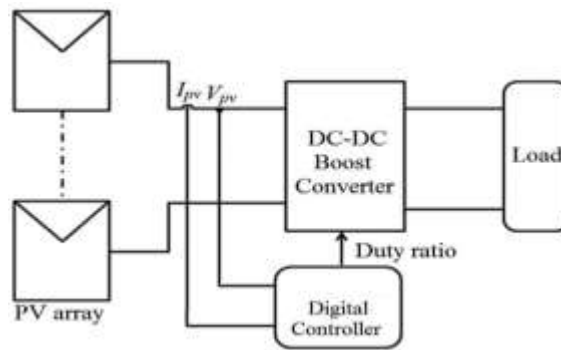 Ipv Vpv
DC-DC
Boost
Converter
Load
Duty ratio
PV array
Digital
Controller